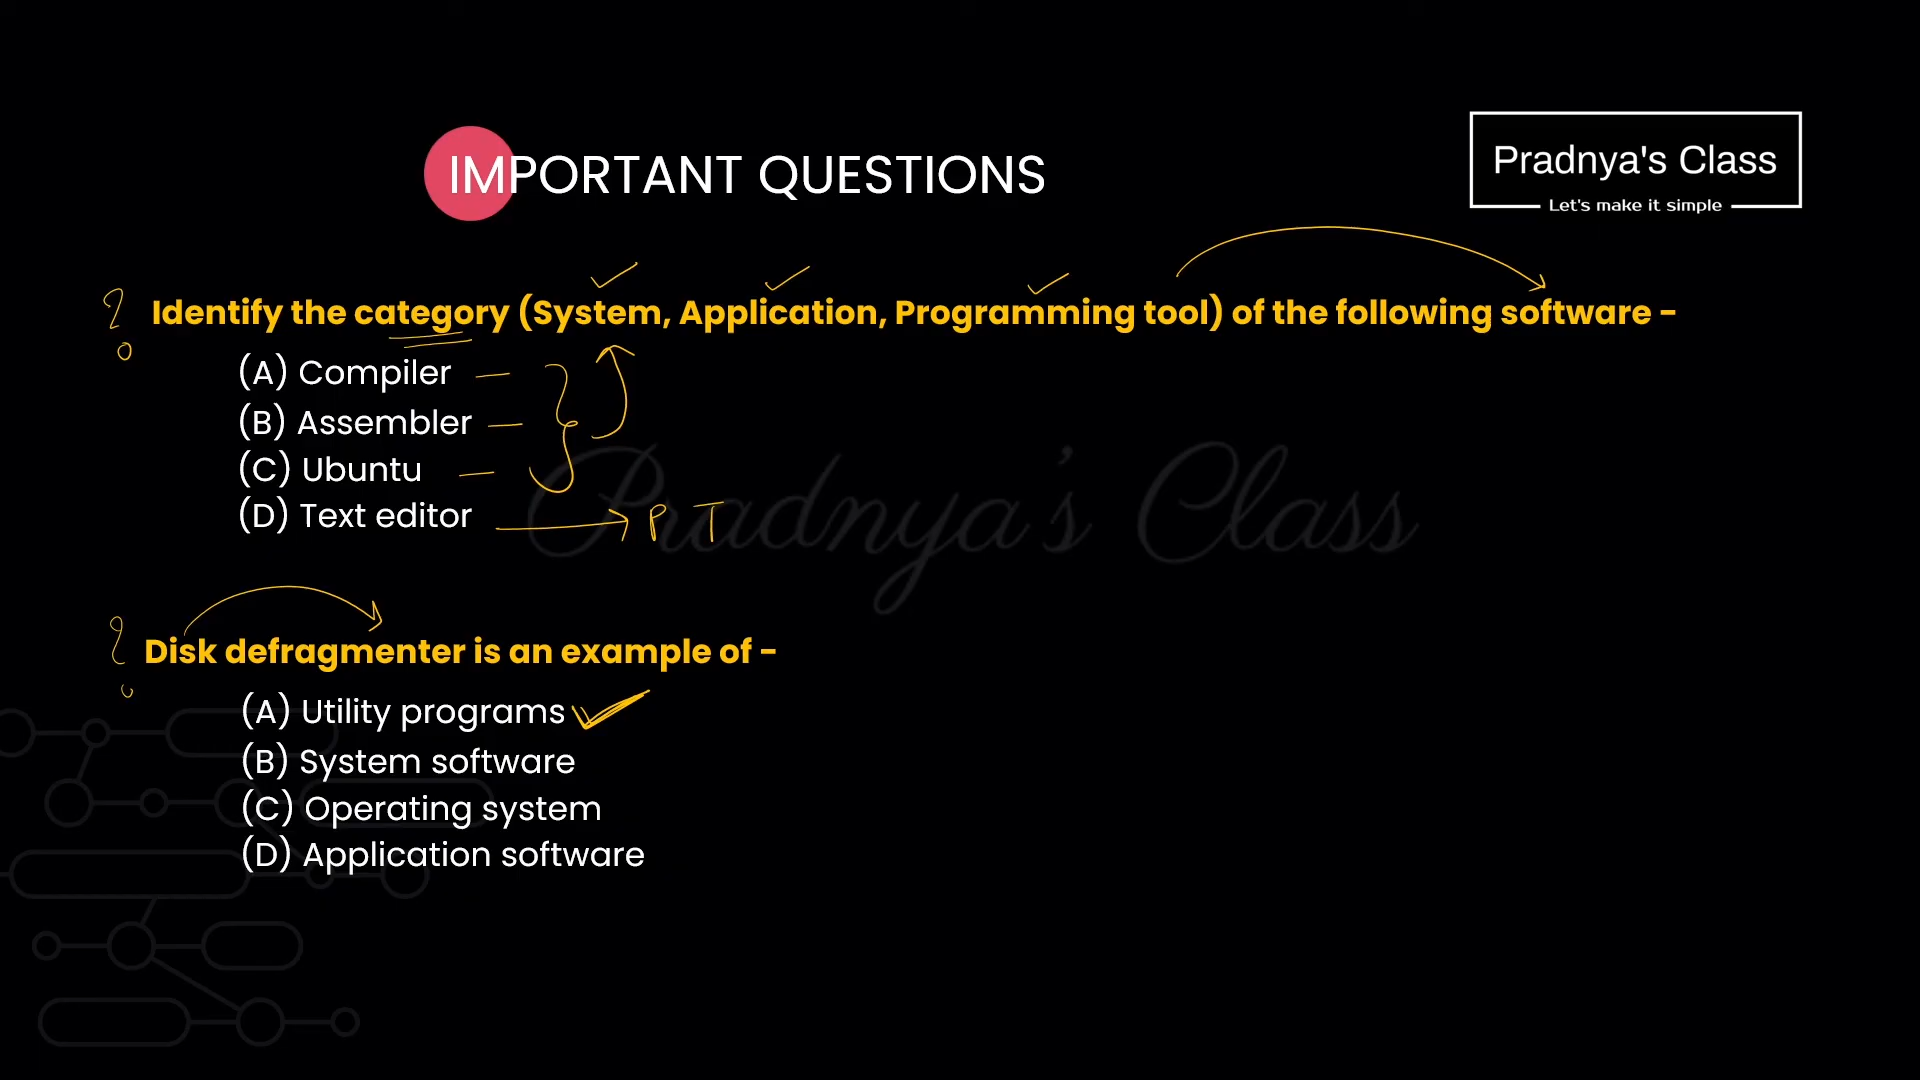 IMPORTANT QUESTIONS
Pradnya's Class
Let's make it simple
? Identify the category (System, Application, Programming tool) of the following software -
(A) Compiler
(B) Assembler
(C) Ubuntu
(D) Text editor → P T
Pradnya's Class
? Disk defragmenter is an example of -
(A) Utility programs
(B) System software
(C) Operating system
(D) Application software